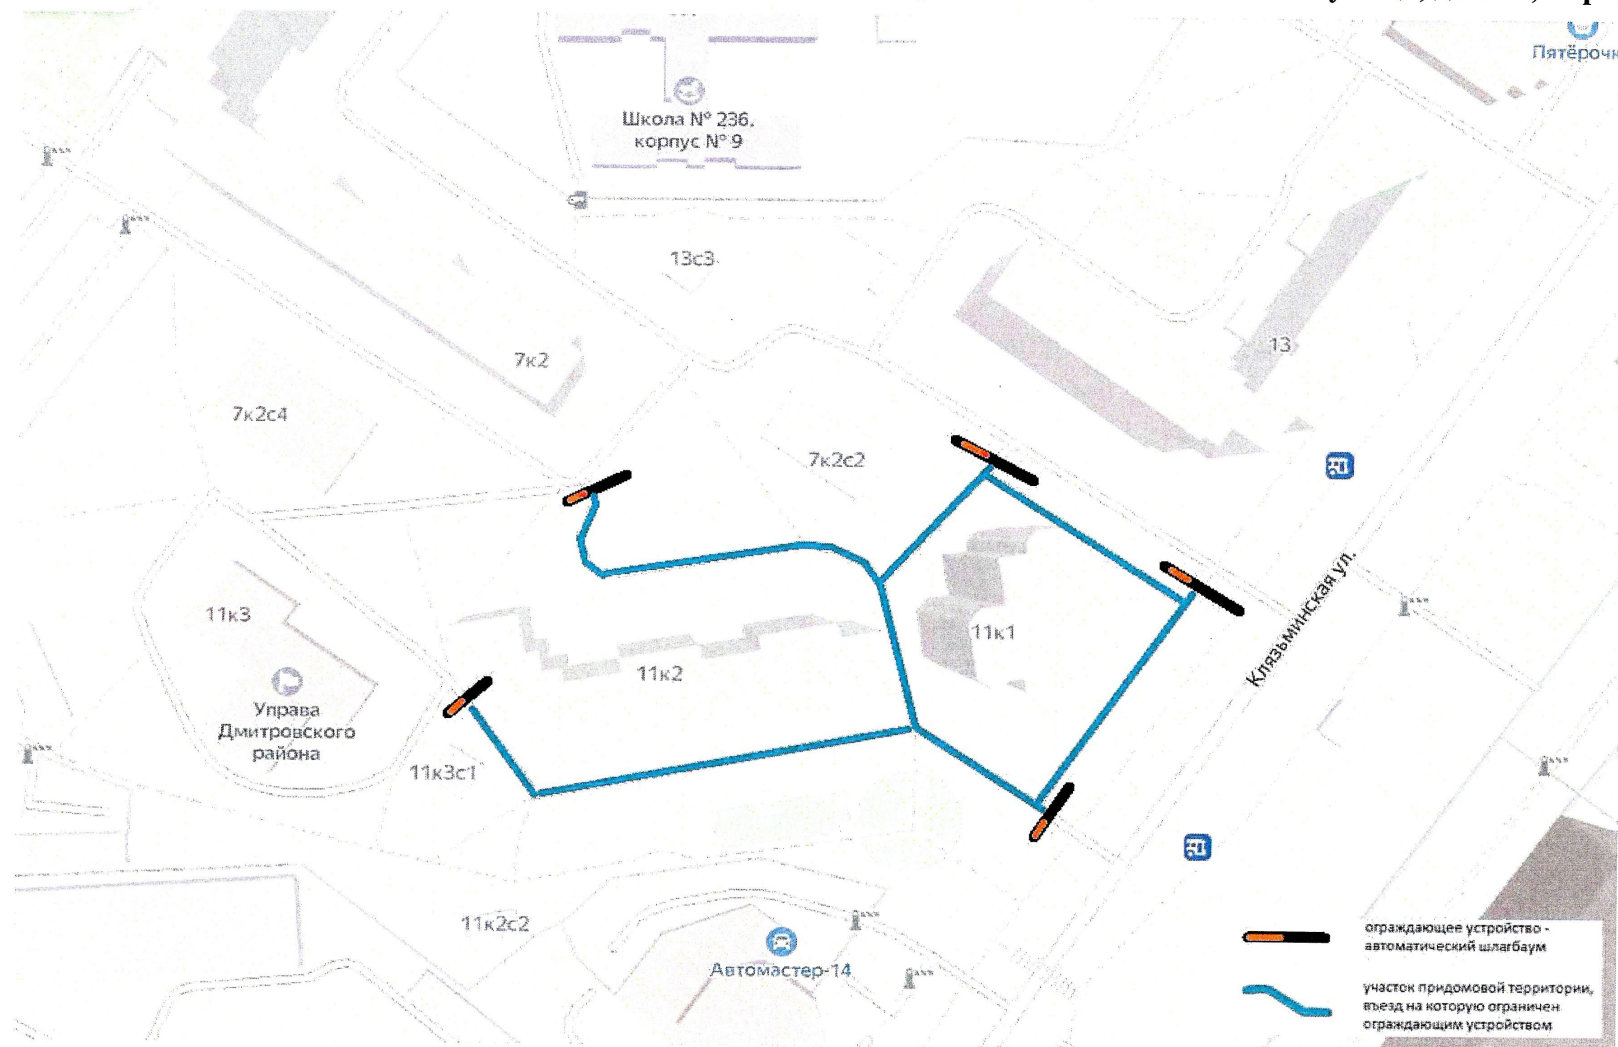 Пятёрочк
Школа № 236,
корпус № 9
13с3
13
7к2
7к2с4
7к2с2
11к1
11к3
11к2
Клязьминская ул.
Управа
Дмитровского
района
11к3с1
11к2с2
Автомастер-14
ограждающее устройство -
автоматический шлагбаум
участок придомовой территории,
въезд на которую ограничен
ограждающим устройством